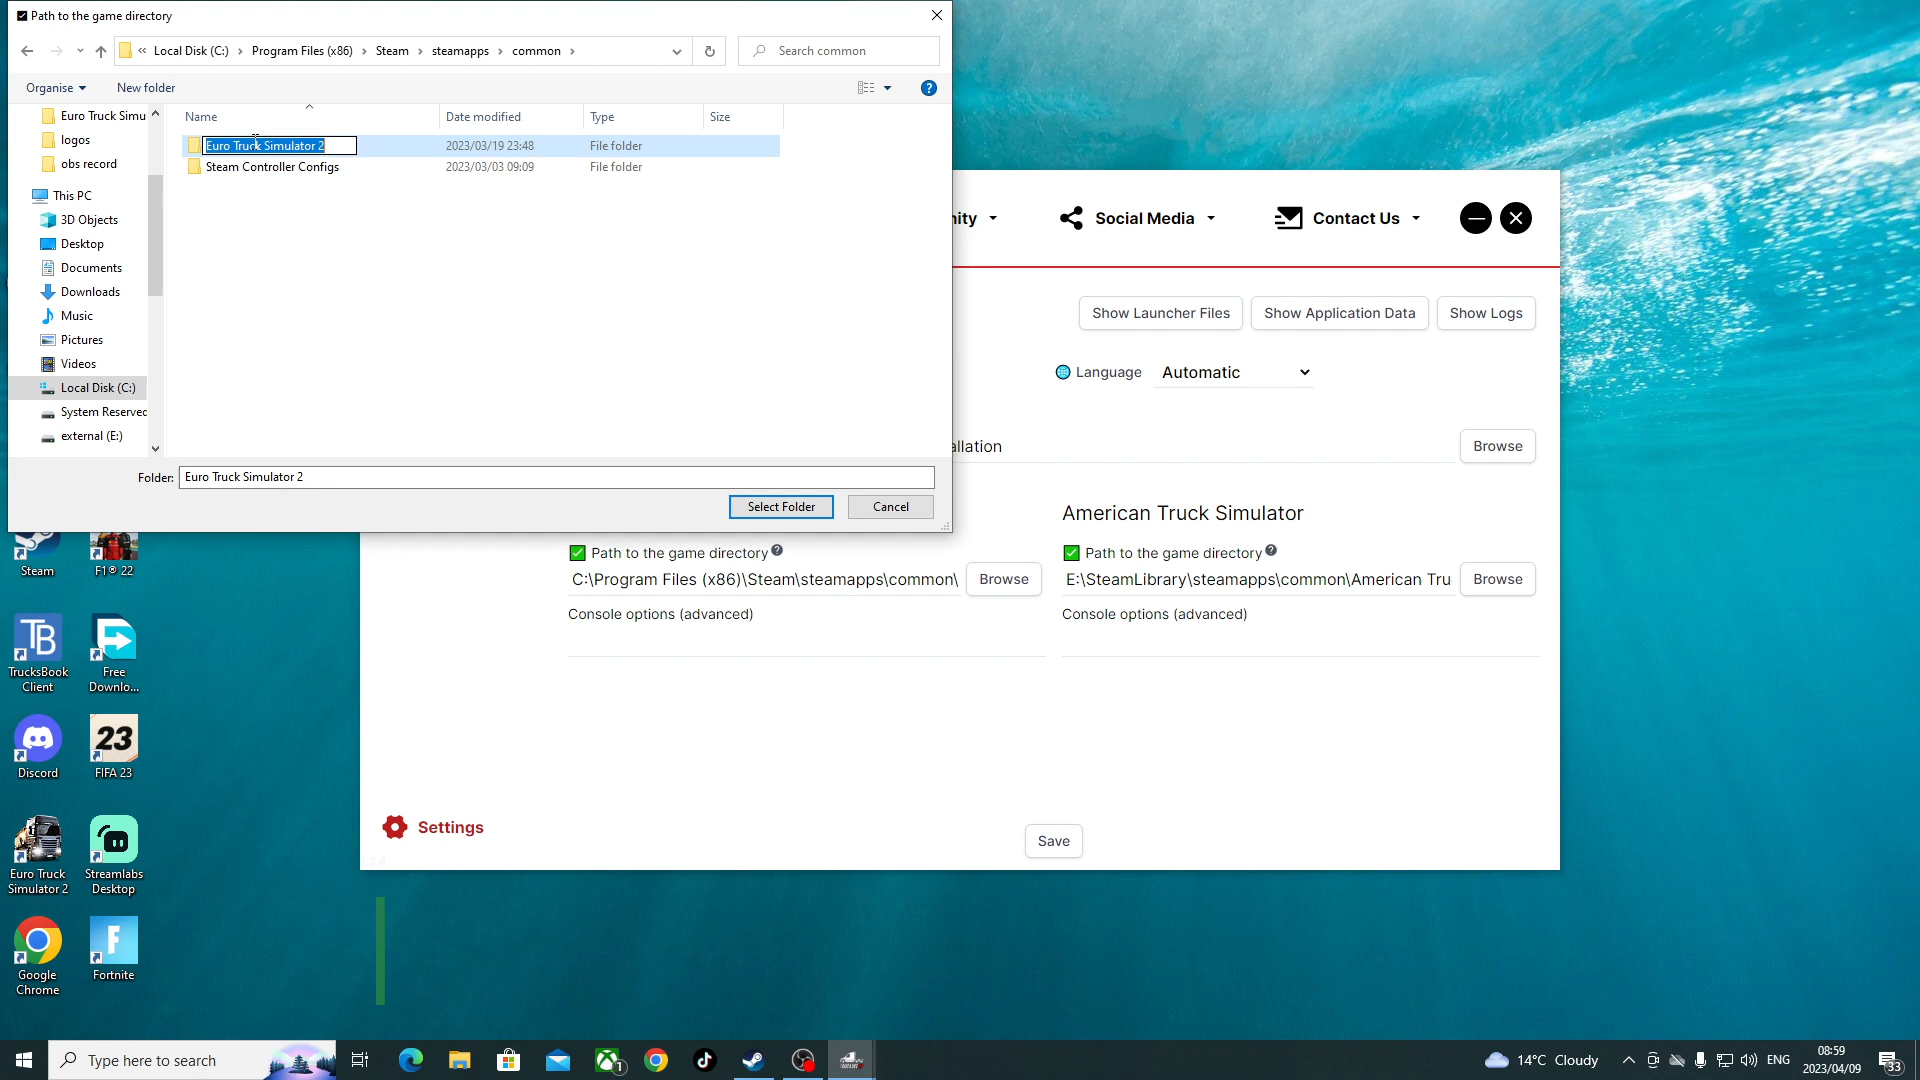 Path to the game directory
« Local Disk (C:) > Program Files (x86) > Steam > steamapps > common >
Search common
Organise
New folder
Name
Date modified
Type
Size
Euro Truck Simulator 2
2023/03/19 23:48
File folder
Steam Controller Configs
2023/03/03 09:09
File folder
Euro Truck Simu
logos
obs record
This PC
3D Objects
Desktop
Documents
Downloads
Music
Pictures
Videos
Local Disk (C:)
System Reserved
external (E:)
Folder:
Euro Truck Simulator 2
Select Folder
Cancel
nity
Social Media
Contact Us
Show Launcher Files
Show Application Data
Show Logs
Language
Automatic
allation
Browse
American Truck Simulator
Path to the game directory
C:\Program Files (x86)\Steam\steamapps\common\
Browse
Console options (advanced)
Path to the game directory
E:\SteamLibrary\steamapps\common\American Tru
Browse
Console options (advanced)
Settings
Save
Steam
F1® 22
TB
TrucksBook
Client
Free
Downlo...
Discord
23
FIFA 23
Euro Truck
Simulator 2
Streamlabs
Desktop
Google
Chrome
F
Fortnite
Type here to search
1
14°C Cloudy
ENG
08:59
2023/04/09
33